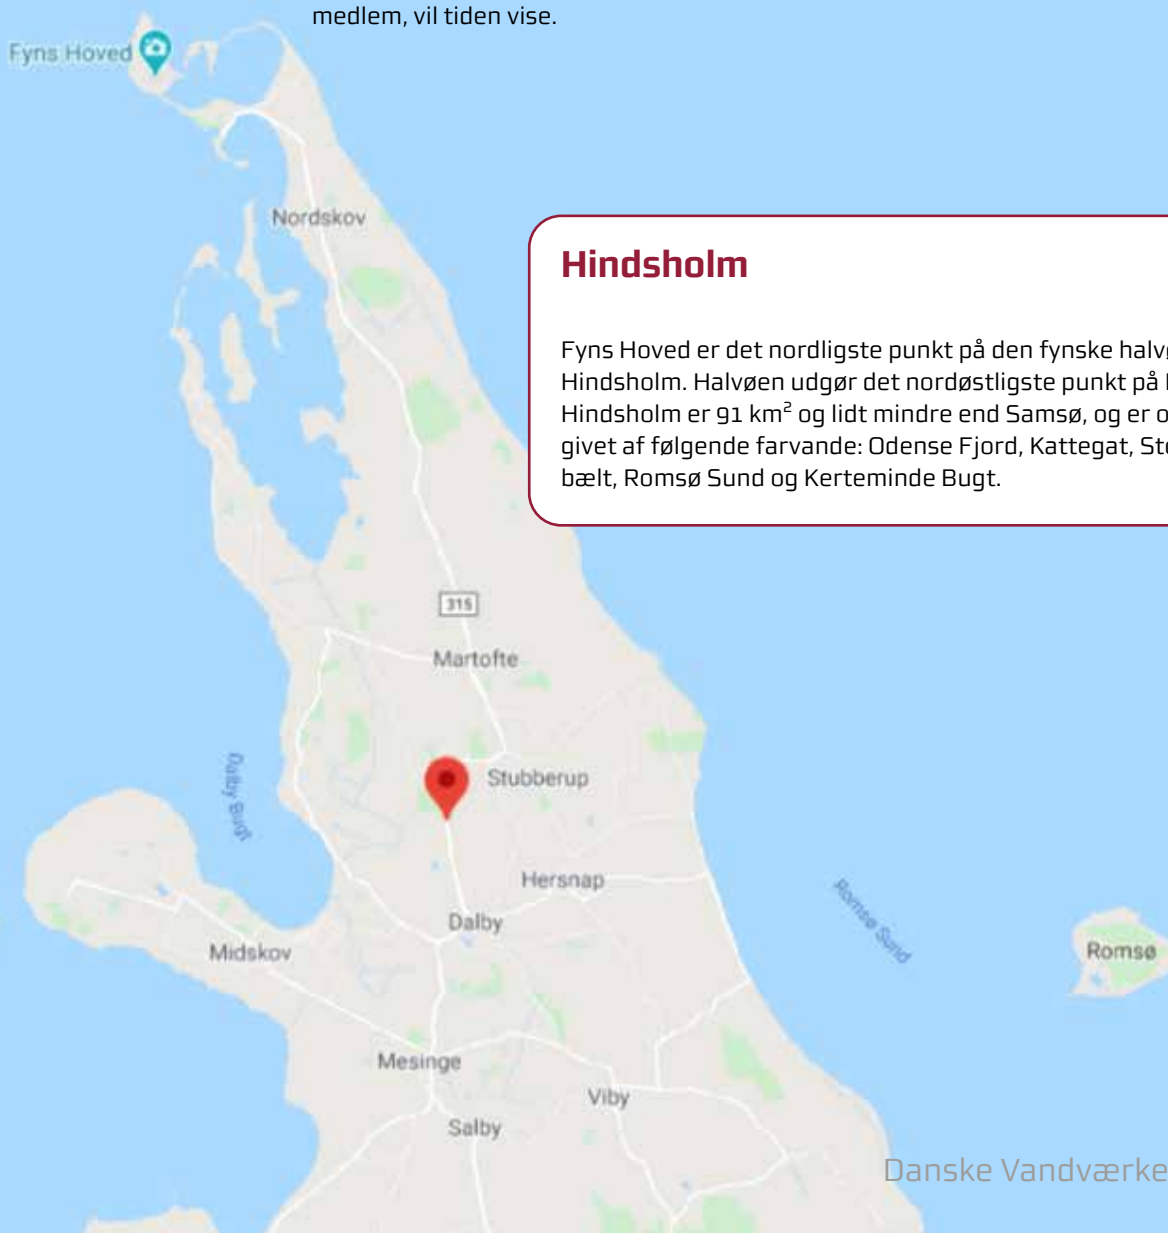 medlem, vil tiden vise.
Fyns Hoved
Nordskov
Hindsholm
Fyns Hoved er det nordligste punkt på den fynske halvø
Hindsholm. Halvøen udgør det nordøstligste punkt på
Hindsholm er 91 km² og lidt mindre end Samsø, og er o
givet af følgende farvande: Odense Fjord, Kattegat, St
bælt, Romsø Sund og Kerteminde Bugt.
315
Martofte
Dalby Bugt
Stubberup
Hersnap
Romsø Sund
Dalby
Midskov
Romsø
Mesinge
Viby
Salby
Danske Vandværke